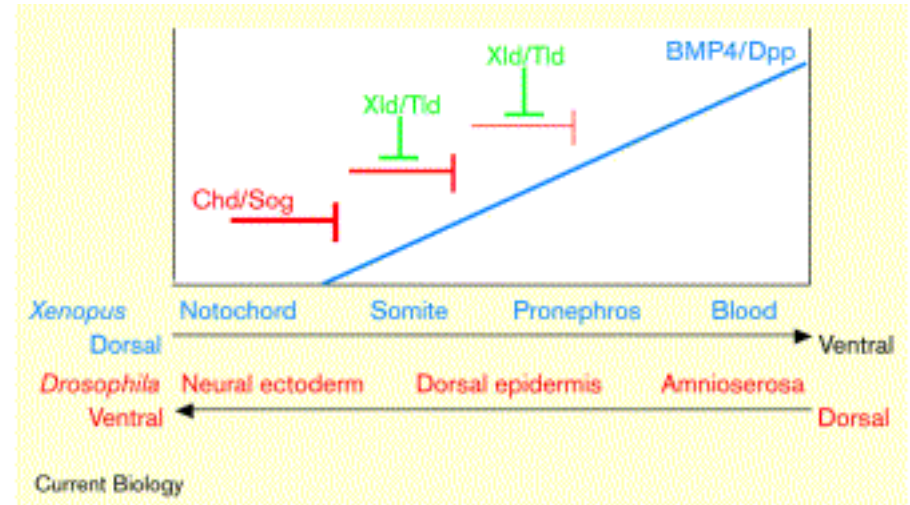 Xld/Tld
BMP4/Dpp
Xld/Tld
Chd/Sog
Xenopus Notochord Somite Pronephros Blood
Dorsal Ventral
Drosophila Neural ectoderm Dorsal epidermis Amnioserosa
Ventral Dorsal
Current Biology